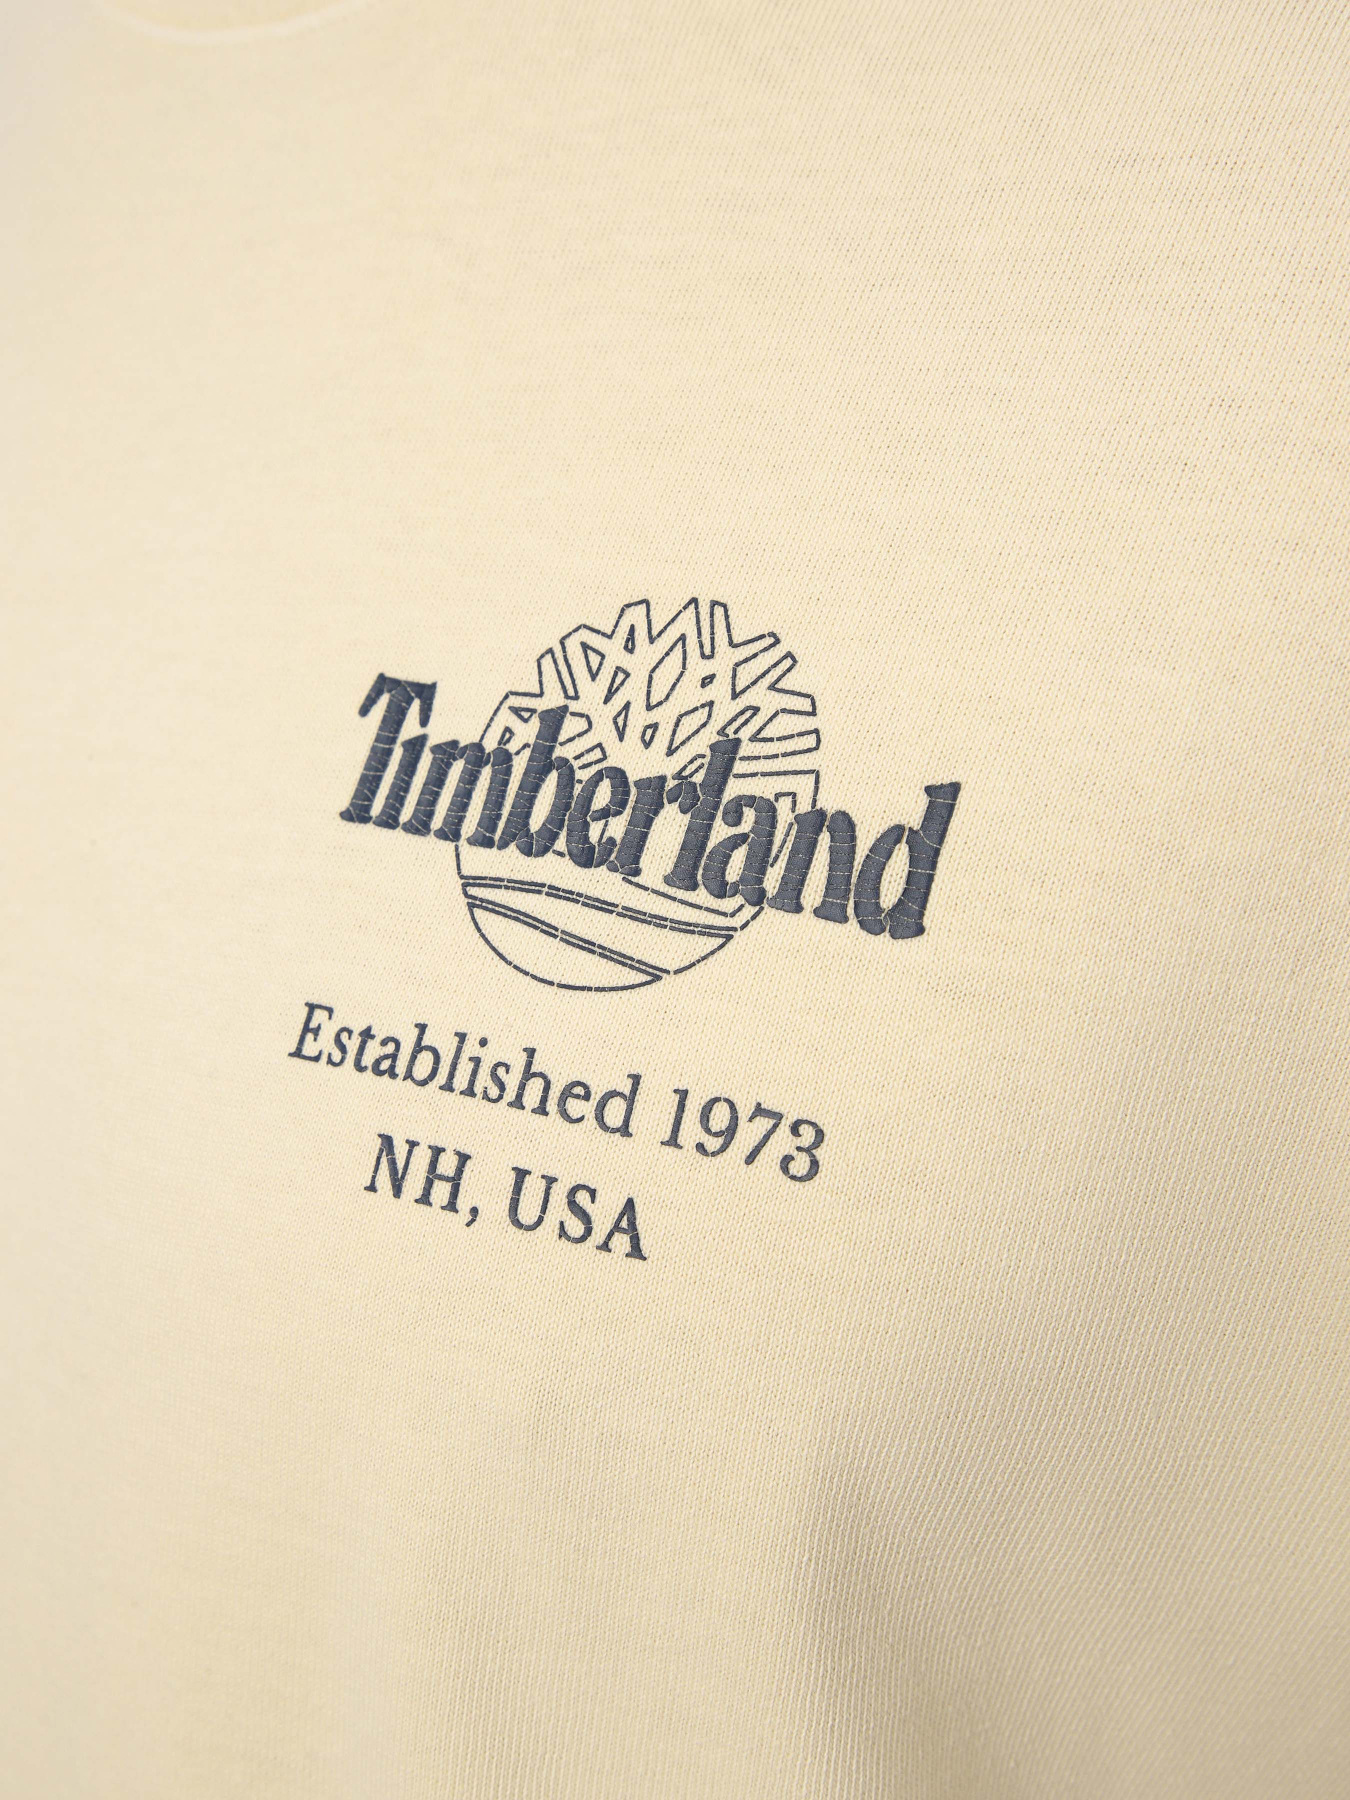 Timberland
Established 1973
NH, USA